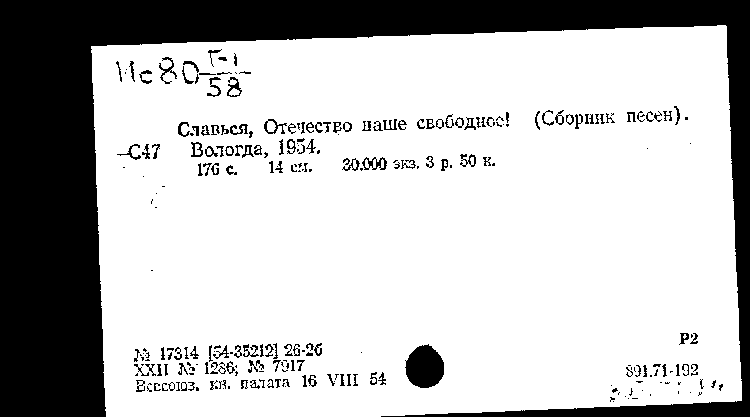 Ис80 Г-1/58
Славься, Отечество наше свободное! (Сборник песен).
С47 Вологда, 1954.
176 с. 14 см. 30.000 экз. 3 р. 50 к.
Р2
№ 17314 [54-35212] 26-26
XXII № 1286; № 7917
891.71-192
Всесоюз. кн. палата 16 VIII 54